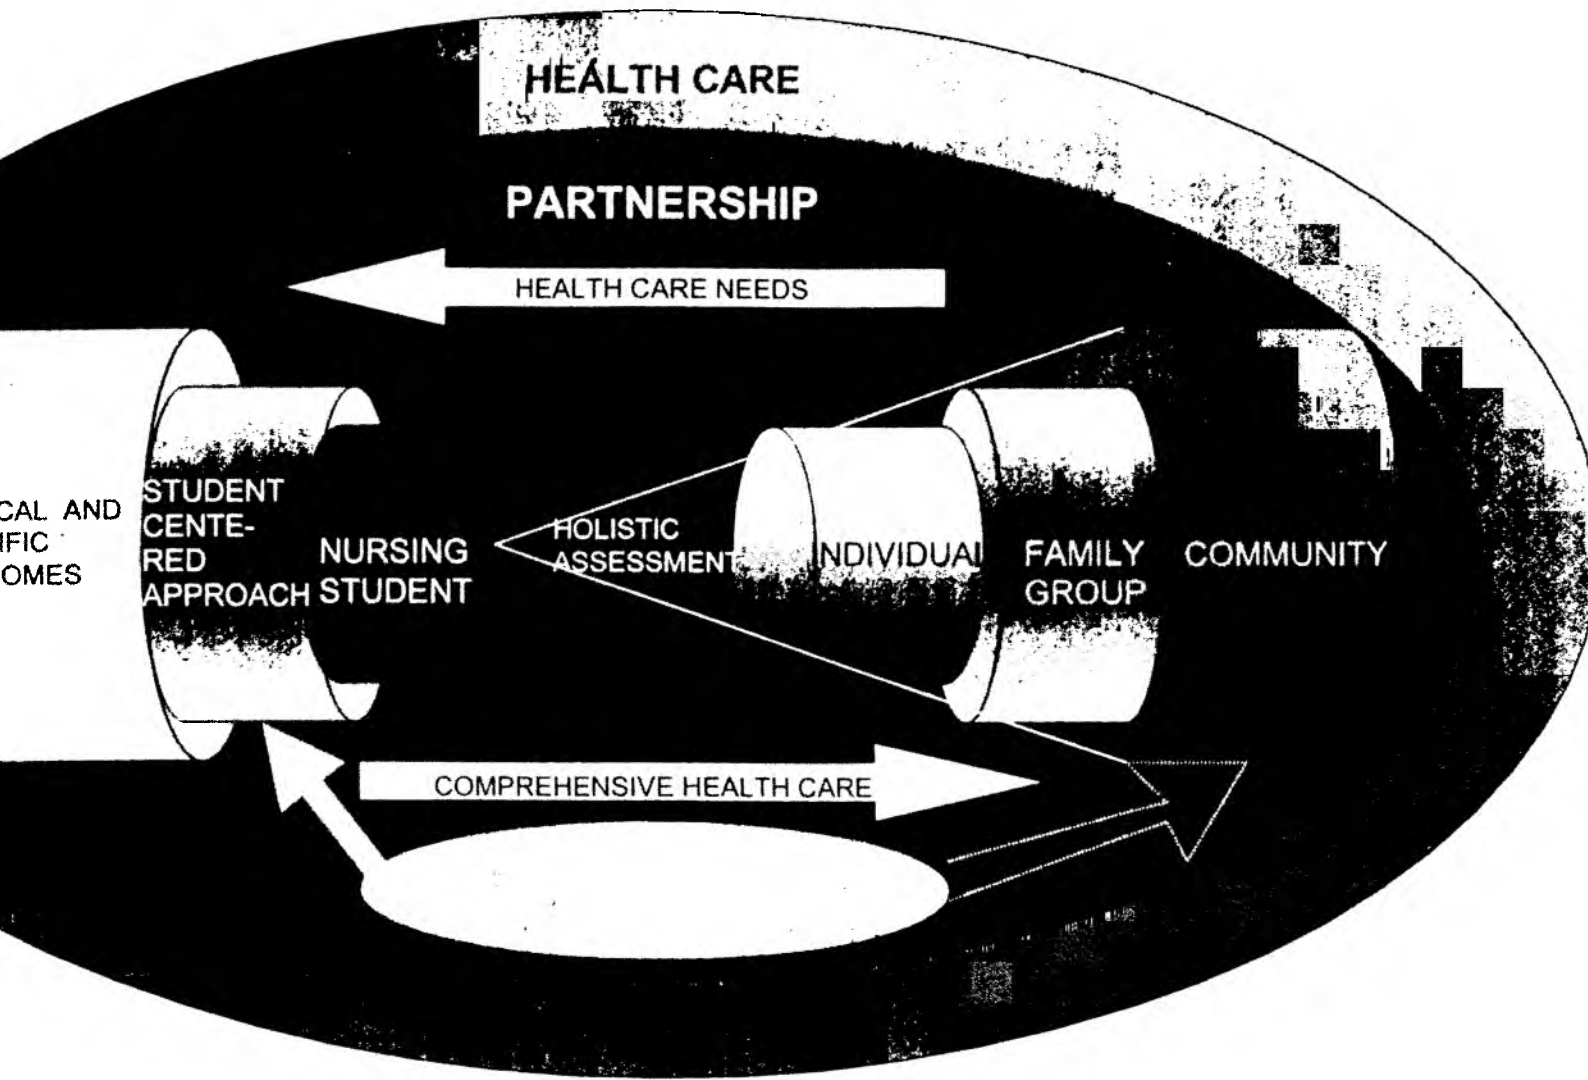 HEALTH CARE
PARTNERSHIP
HEALTH CARE NEEDS
CAL AND
IFIC
OMES
STUDENT
CENTE-
RED
APPROACH
NURSING
STUDENT
HOLISTIC
ASSESSMENT
INDIVIDUAL
FAMILY
GROUP
COMMUNITY
COMPREHENSIVE HEALTH CARE